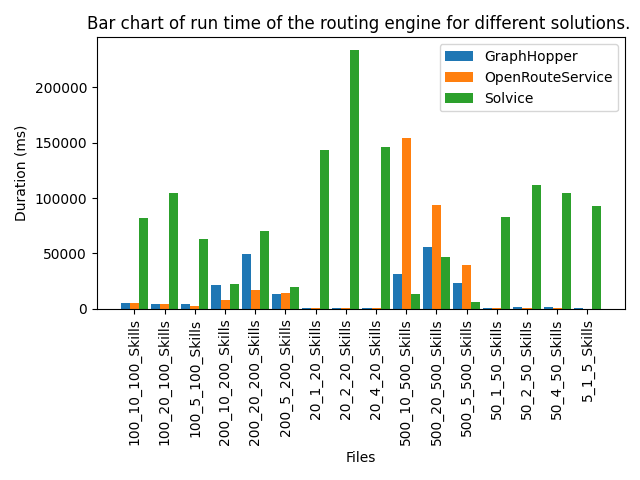 Bar chart of run time of the routing engine for different solutions.
GraphHopper
OpenRouteService
Solvice
Duration (ms)
200000
150000
100000
50000
0
100_10_100_Skills
100_20_100_Skills
100_5_100_Skills
200_10_200_Skills
200_20_200_Skills
200_5_200_Skills
20_1_20_Skills
20_2_20_Skills
20_4_20_Skills
500_10_500_Skills
500_20_500_Skills
500_5_500_Skills
50_1_50_Skills
50_2_50_Skills
50_4_50_Skills
5_1_5_Skills
Files